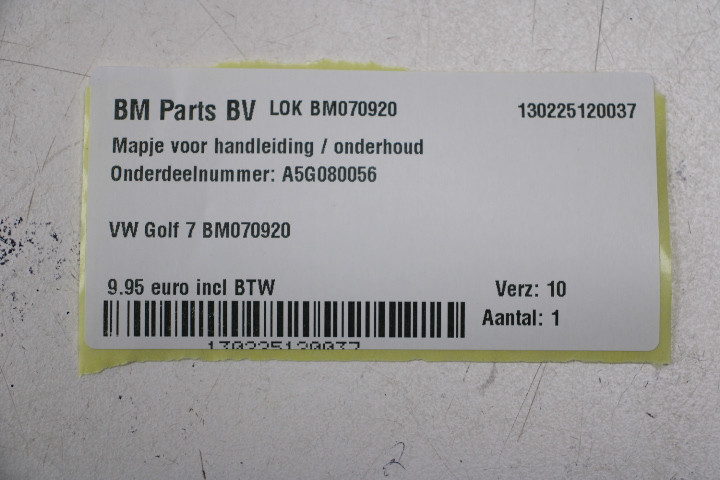 BM Parts BV LOK BM070920 130225120037
Mapje voor handleiding / onderhoud
Onderdeelnummer: A5G080056
VW Golf 7 BM070920
9.95 euro incl BTW Verz: 10
Aantal: 1
130225120037